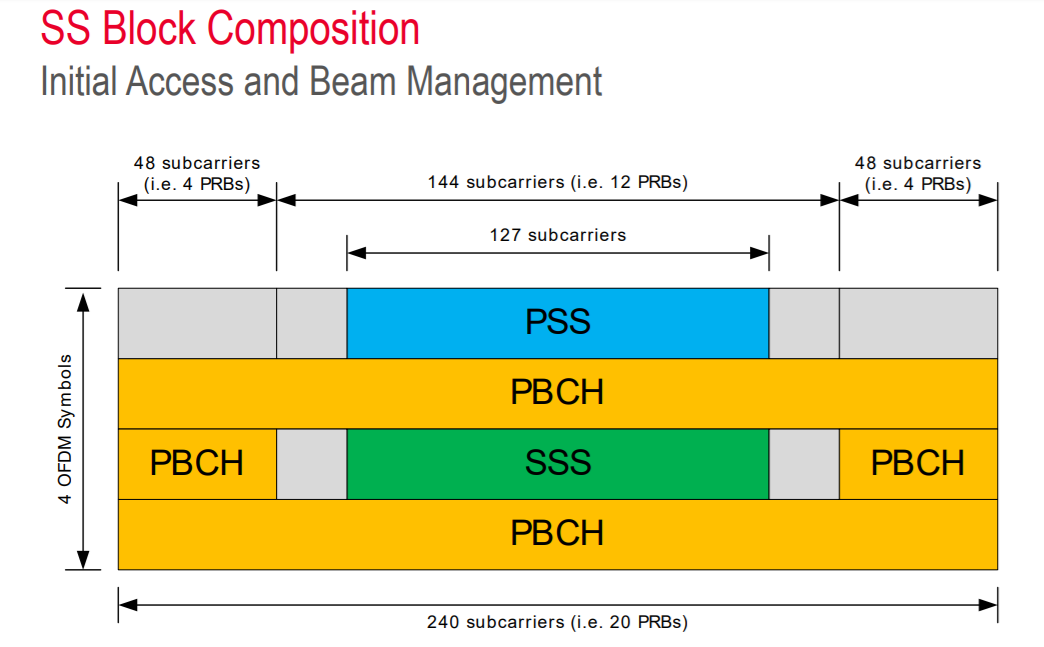 SS Block Composition
Initial Access and Beam Management
48 subcarriers
(i.e. 4 PRBs)
144 subcarriers (i.e. 12 PRBs)
48 subcarriers
(i.e. 4 PRBs)
127 subcarriers
4 OFDM Symbols
PSS
PBCH
PBCH
SSS
PBCH
PBCH
240 subcarriers (i.e. 20 PRBs)